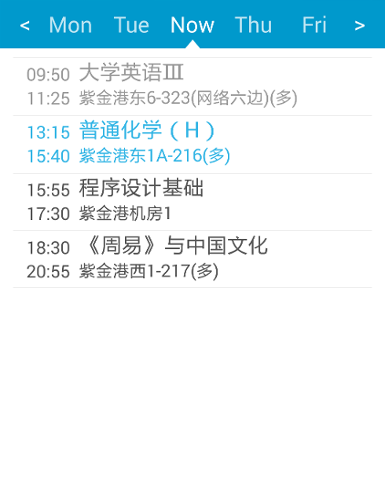 < Mon Tue Now Thu Fri >
09:50 大学英语Ⅲ
11:25 紫金港东6-323(网络六边)(多)
13:15 普通化学（H）
15:40 紫金港东1A-216(多)
15:55 程序设计基础
17:30 紫金港机房1
18:30 《周易》与中国文化
20:55 紫金港西1-217(多)